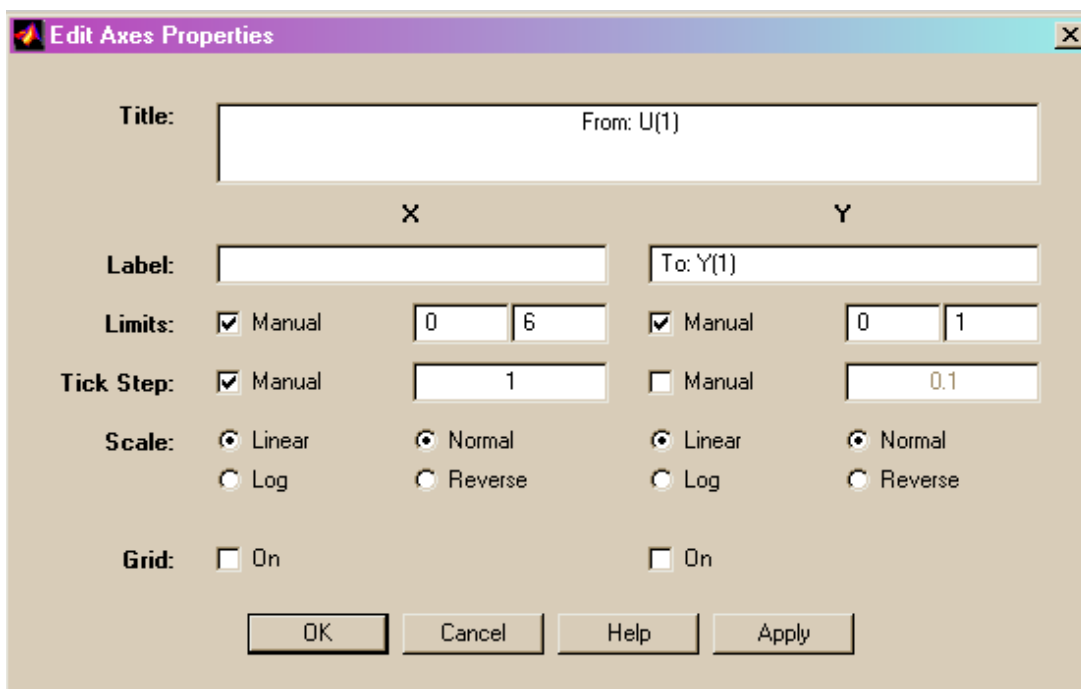 Edit Axes Properties
Title: From: U(1)
X Y
Label: To: Y(1)
Limits: Manual 0 6 Manual 0 1
Tick Step: Manual 1 Manual 0.1
Scale: Linear Normal Linear Normal
Log Reverse Log Reverse
Grid: On On
OK Cancel Help Apply